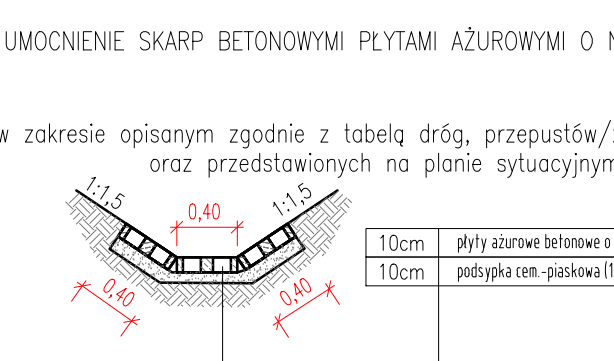 UMOCNIENIE SKARP BETONOWYMI PŁYTAMI AŻUROWYMI O
w zakresie opisanym zgodnie z tabelą dróg, przepustów/
oraz przedstawionych na planie sytuacyjnym
1:1,5
0,40
1:1,5
10cm płyty ażurowe betonowe o
10cm podsypka cem.-piaskowa (1
0,40
0,40